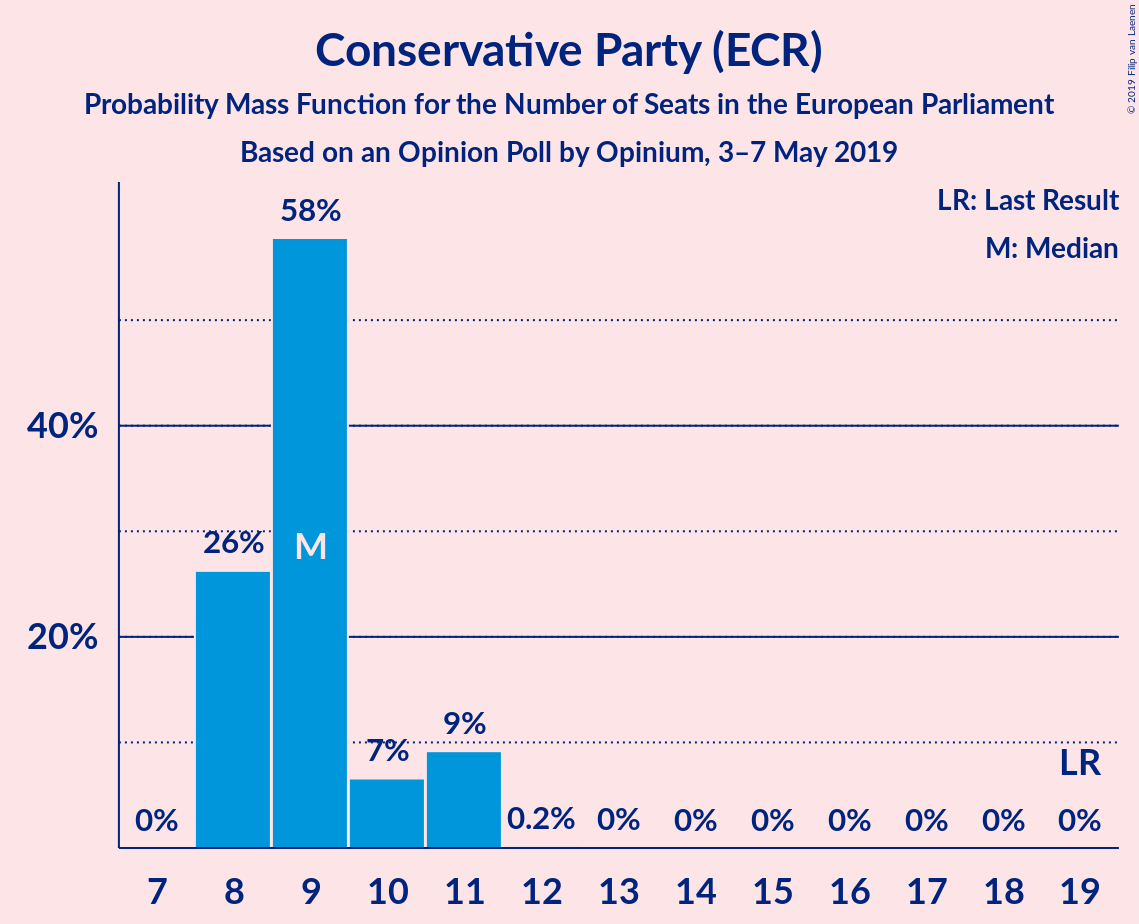 Conservative Party (ECR)
Probability Mass Function for the Number of Seats in the European Parliament
Based on an Opinion Poll by Opinium, 3–7 May 2019
© 2019 Filip van Laenen
LR: Last Result
M: Median
58%
40%
26%
M
20%
9%
7%
LR
0%
0.2%
0%
0%
0%
0%
0%
0%
0%
7 8 9 10 11 12 13 14 15 16 17 18 19